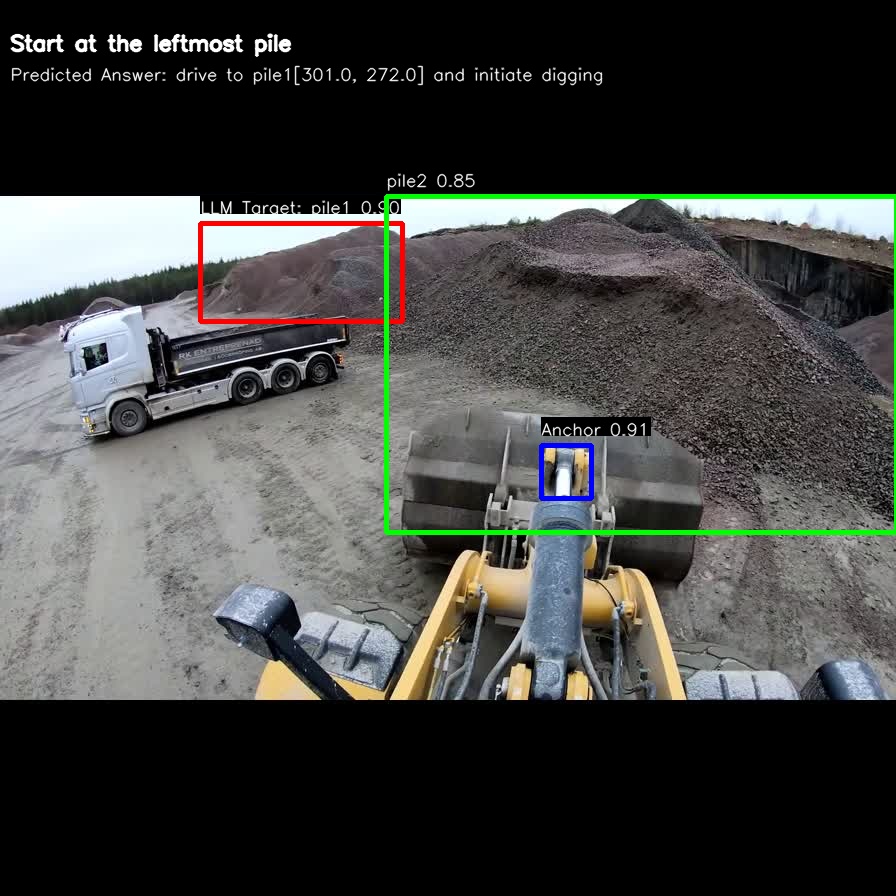 Start at the leftmost pile
Predicted Answer: drive to pile1[301.0, 272.0] and initiate digging
pile2 0.85
LLM Target: pile1 0.90
RK ENTREPRENAD
Anchor 0.91